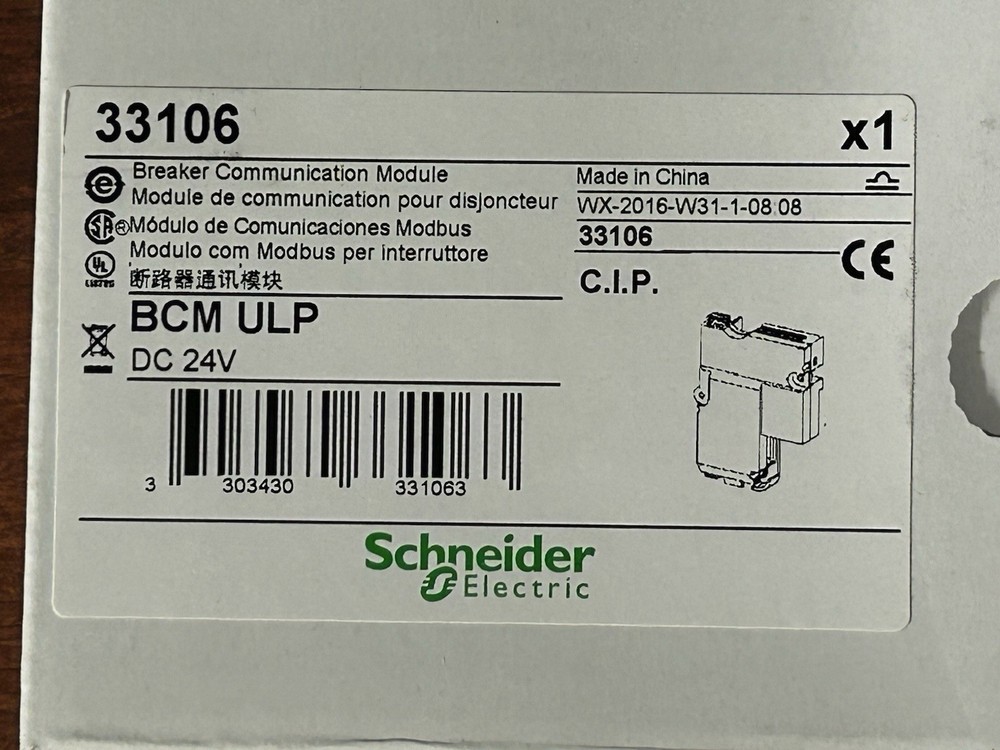 33106
x1
Breaker Communication Module
Module de communication pour disjoncteur
Módulo de Comunicaciones Modbus
Modulo com Modbus per interruttore
断路器通讯模块
BCM ULP
DC 24V
Made in China
WX-2016-W31-1-08:08
33106
C.I.P.
CE
3 303430 331063
Schneider
Electric